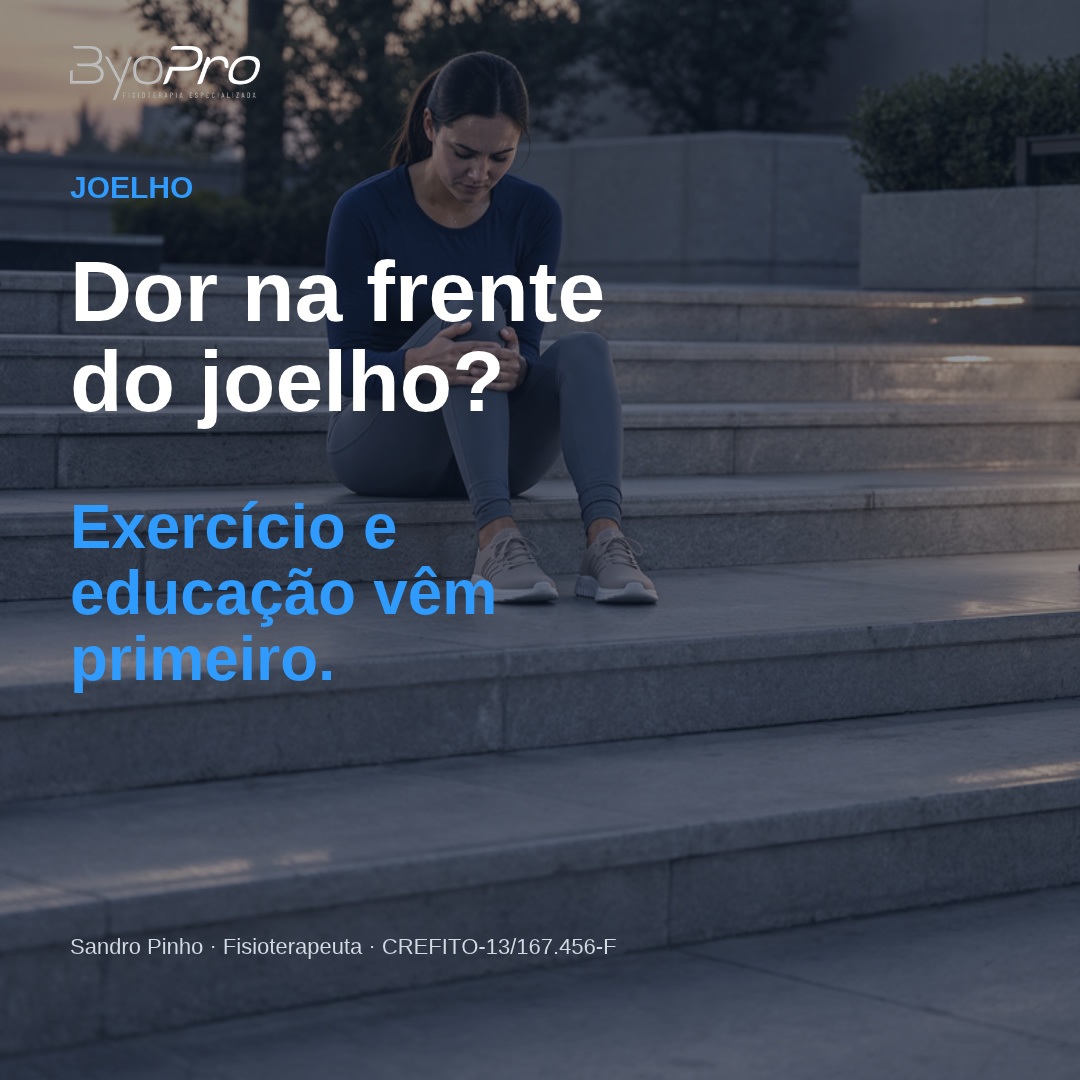 ByoPro
FISIOTERAPIA ESPECIALIZADA
JOELHO
Dor na frente
do joelho?
Exercício e
educação vêm
primeiro.
Sandro Pinho · Fisioterapeuta · CREFITO-13/167.456-F